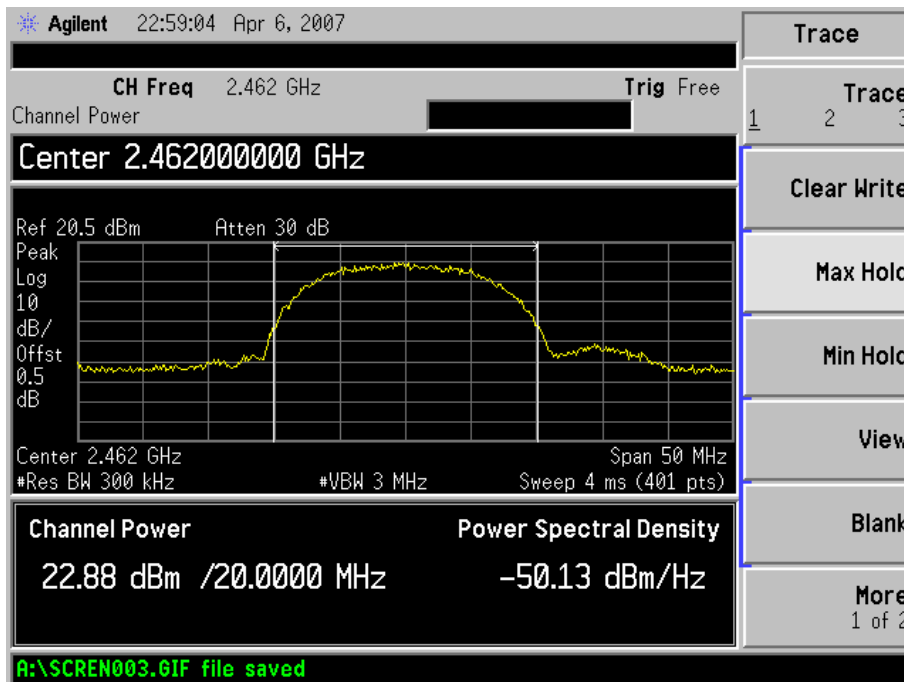 Agilent 22:59:04 Apr 6, 2007
Trace
CH Freq 2.462 GHz Trig Free
Channel Power
Center 2.462000000 GHz
Ref 20.5 dBm Atten 30 dB
Peak
Log
10
dB/
Offst
0.5
dB
Center 2.462 GHz Span 50 MHz
#Res BW 300 kHz #VBW 3 MHz Sweep 4 ms (401 pts)
Channel Power Power Spectral Density
22.88 dBm /20.0000 MHz -50.13 dBm/Hz
Trace
1 2 3
Clear Write
Max Hold
Min Hold
View
Blank
More
1 of 2
A:\SCREN003.GIF file saved